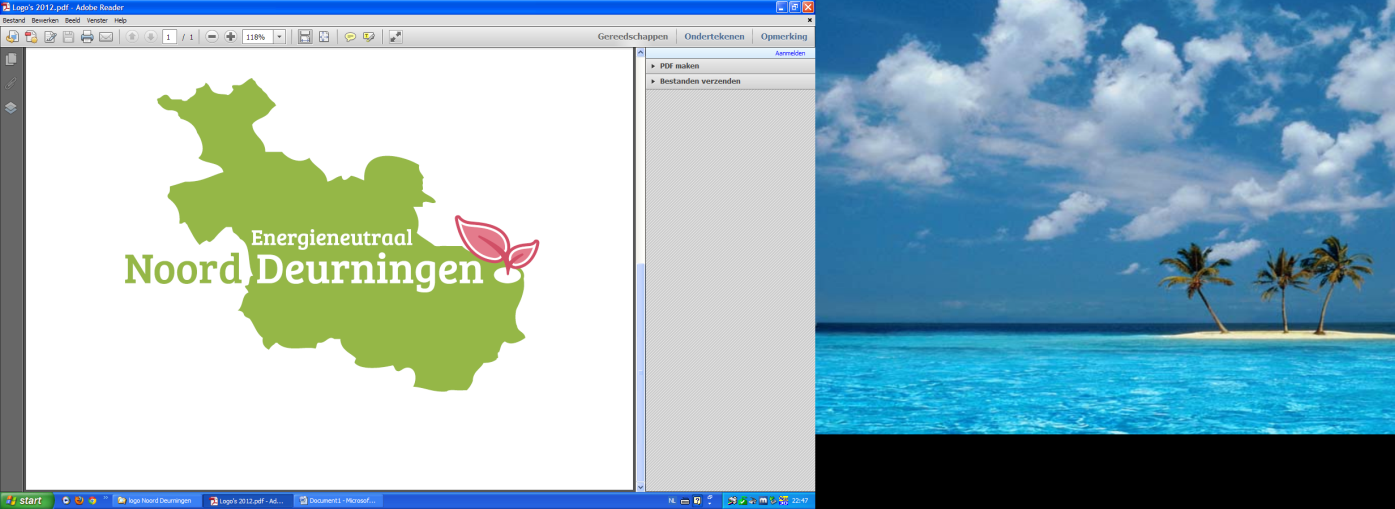 Logo's 2012.pdf - Adobe Reader
Bestand Bewerken Beeld Venster Help
1 / 1 118% Gereedschappen Ondertekenen Opmerking
Aanmelden
PDF maken
Bestanden verzenden
Energieneutraal
Noord Deurningen
start logo Noord Deurningen Logo's 2012.pdf - Ad... Document1 - Microsof... NL 22:47